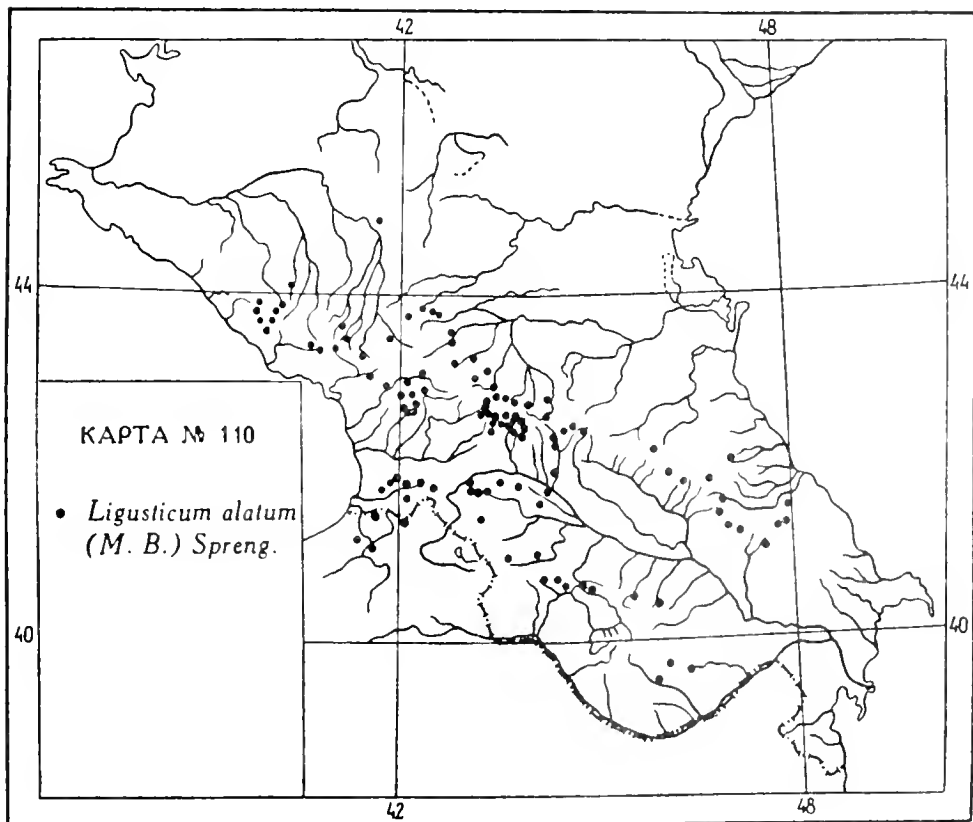 42 48
44 44
КАРТА № 110
• Ligusticum alatum
(M. B.) Spreng.
40 40
42 48